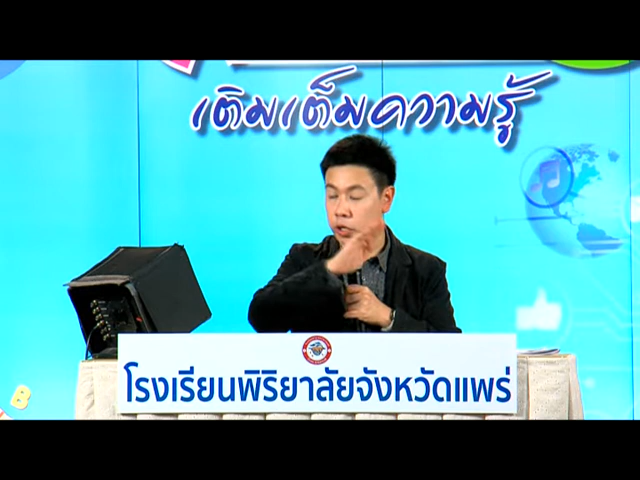 เติมเต็มความรู้
โรงเรียนพิริยาลัยจังหวัดแพร่
B